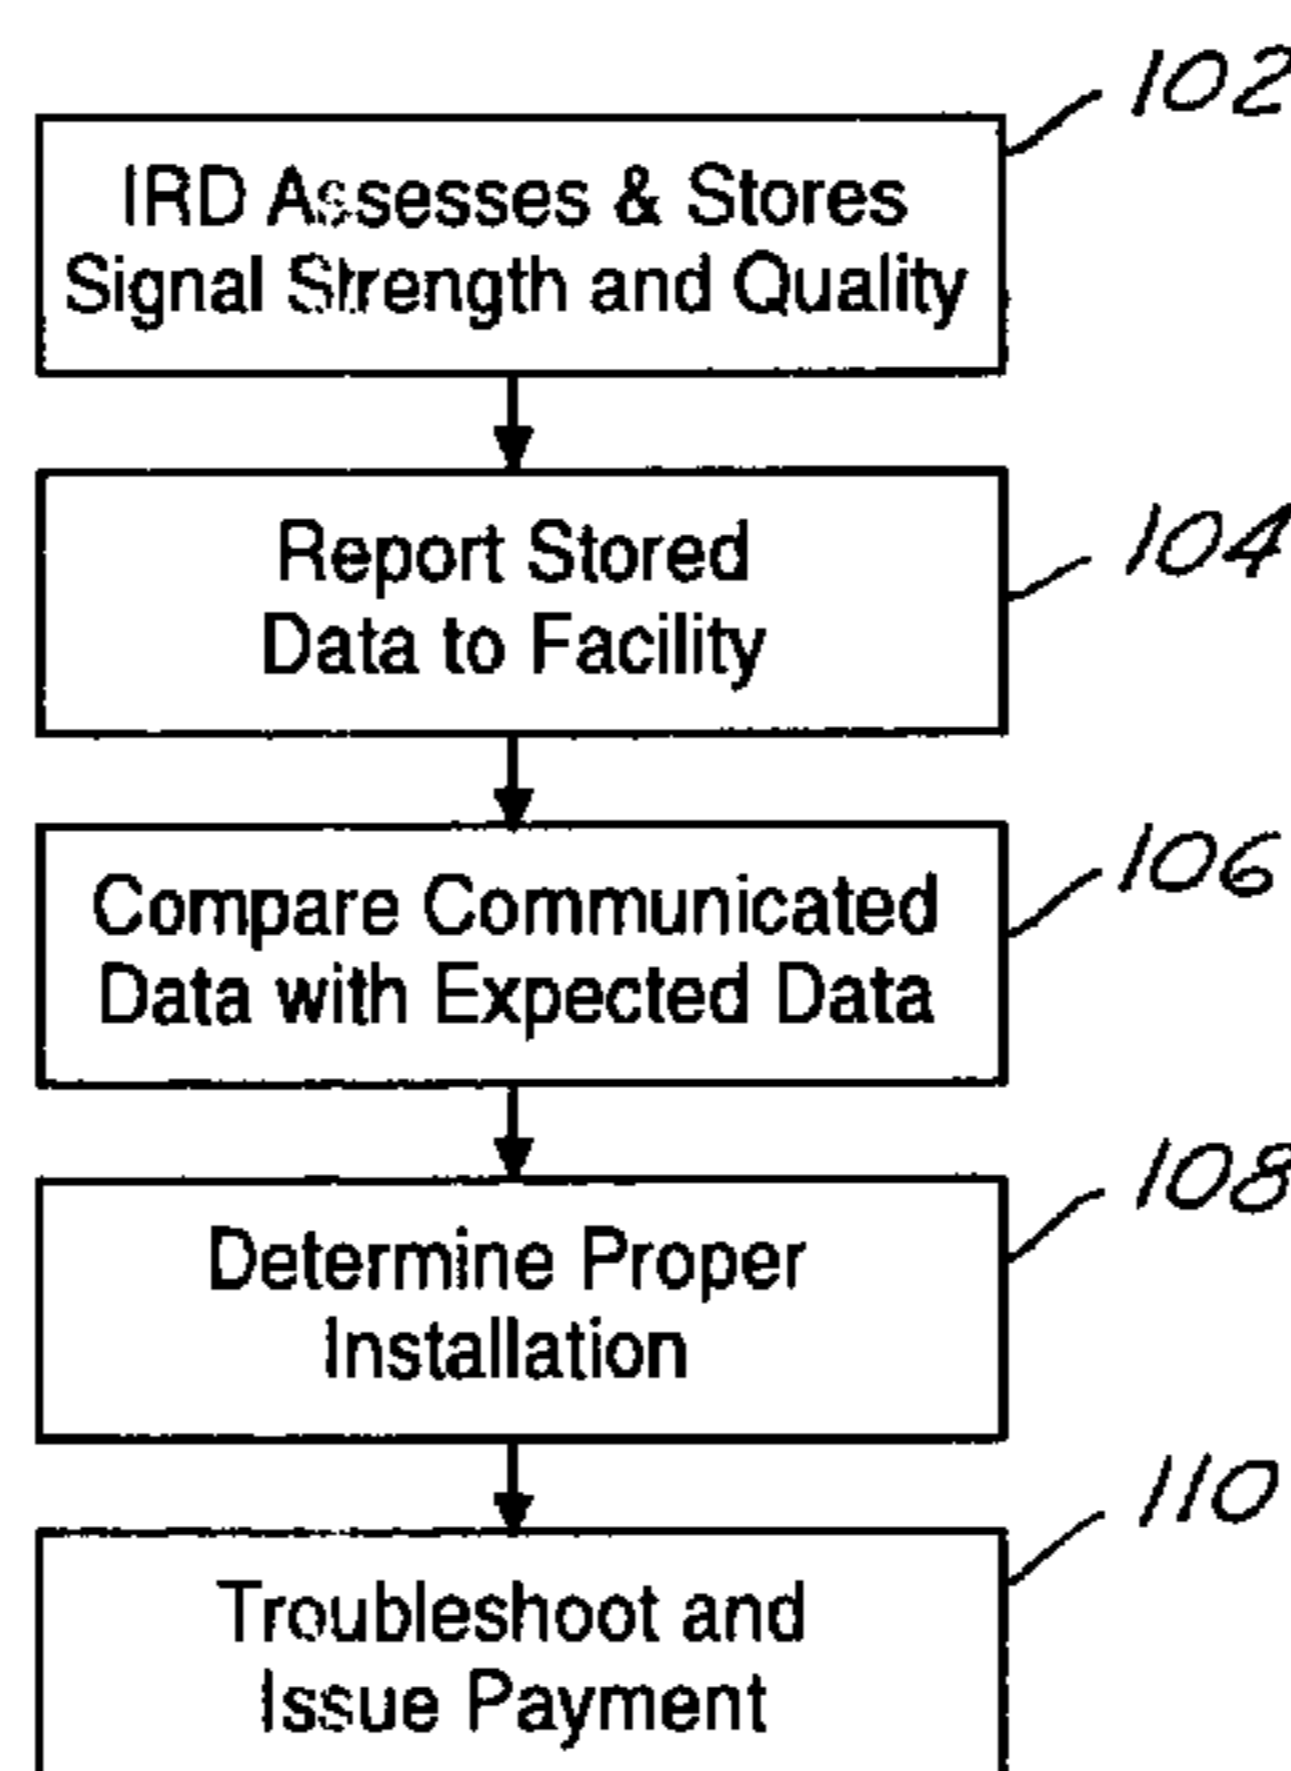 102
IRD Assesses & Stores
Signal Strength and Quality
104
Report Stored
Data to Facility
106
Compare Communicated
Data with Expected Data
108
Determine Proper
Installation
110
Troubleshoot and
Issue Payment